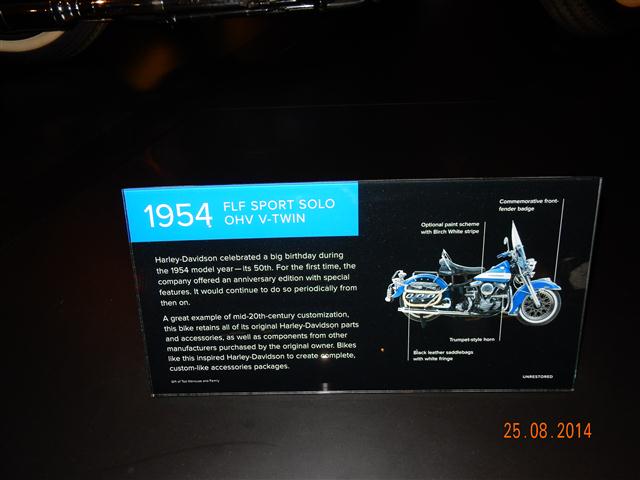 1954
FLF SPORT SOLO
OHV V-TWIN
Harley-Davidson celebrated a big birthday during
the 1954 model year—its 50th. For the first time, the
company offered an anniversary edition with special
features. It would continue to do so periodically from
then on.
A great example of mid-20th-century customization,
this bike retains all of its original Harley-Davidson parts
and accessories, as well as components from other
manufacturers purchased by the original owner. Bikes
like this inspired Harley-Davidson to create complete,
custom-like accessories packages.
Gift of Ted and Family
Commemorative front-
fender badge
Optional paint scheme
with Birch White stripe
Trumpet-style horn
Black leather saddlebags
with white fringe
UNRESTORED
25.08.2014